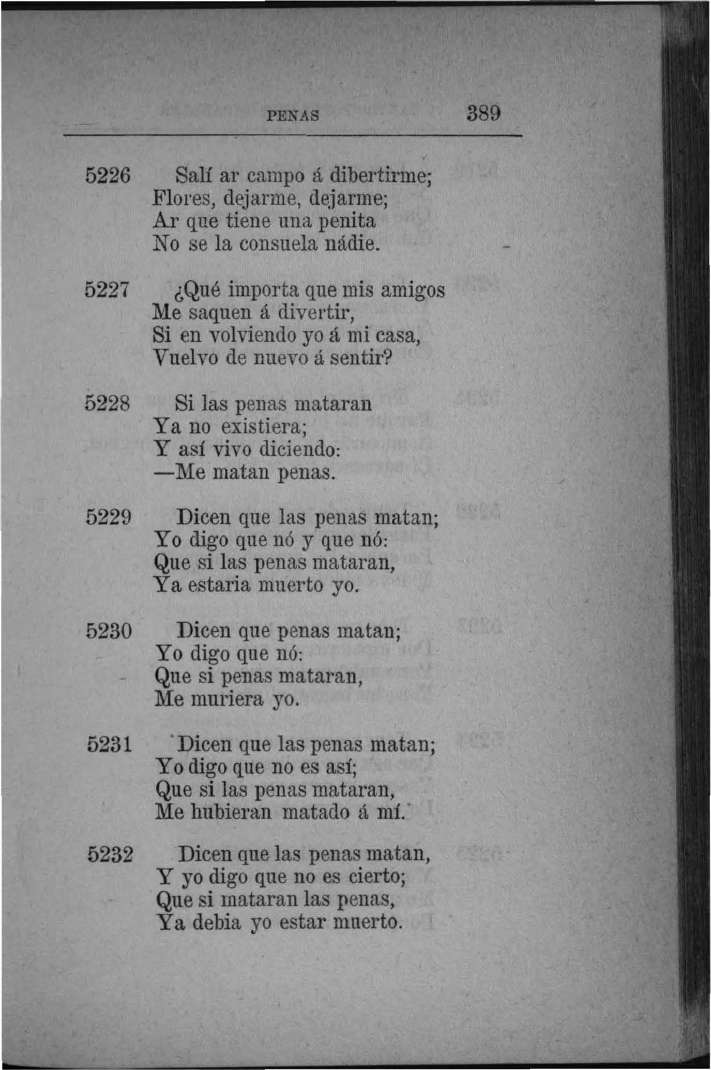 PENAS 389
5226 Salí ar campo á dibertirme;
Flores, dejarme, dejarme;
Ar que tiene una penita
No se la consuela nádie.
5227 ¿Qué importa que mis amigos
Me saquen á divertir,
Si en volviendo yo á mi casa,
Vuelvo de nuevo á sentir?
5228 Si las penas mataran
Ya no existiera;
Y así vivo diciendo:
—Me matan penas.
5229 Dicen que las penas matan;
Yo digo que nó y que nó:
Que si las penas mataran,
Ya estaria muerto yo.
5230 Dicen que penas matan;
Yo digo que nó:
Que si penas mataran,
Me muriera yo.
5231 Dicen que las penas matan;
Yo digo que no es así;
Que si las penas mataran,
Me hubieran matado á mí.
5232 Dicen que las penas matan,
Y yo digo que no es cierto;
Que si mataran las penas,
Ya debia yo estar muerto.